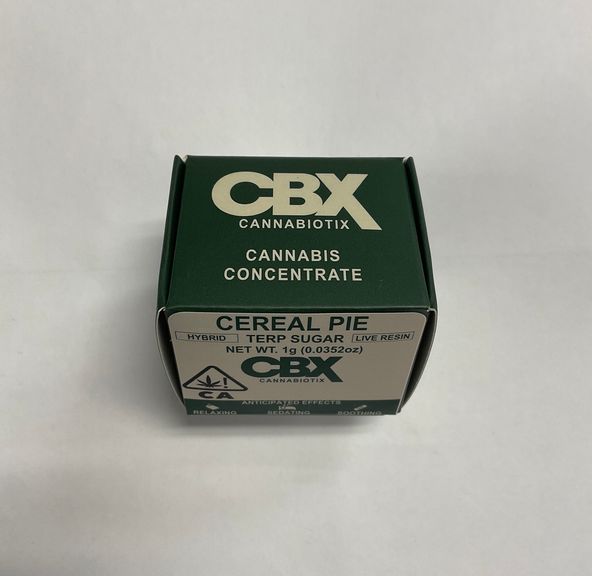 CBX
CANNABIOTIX
CANNABIS
CONCENTRATE
CEREAL PIE
HYBRID TERP SUGAR LIVE RESIN
NET WT. 1g (0.0352oz)
CBX
CANNABIOTIX
!
CA
ANTICIPATED EFFECTS
RELAXING SEDATING SOOTHING